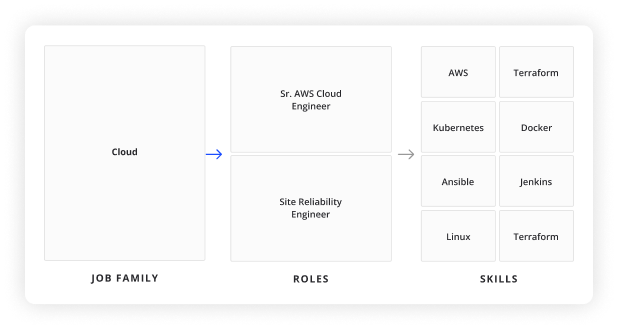 Cloud
JOB FAMILY
Sr. AWS Cloud
Engineer
Site Reliability
Engineer
ROLES
AWS
Terraform
Kubernetes
Docker
Ansible
Jenkins
Linux
Terraform
SKILLS